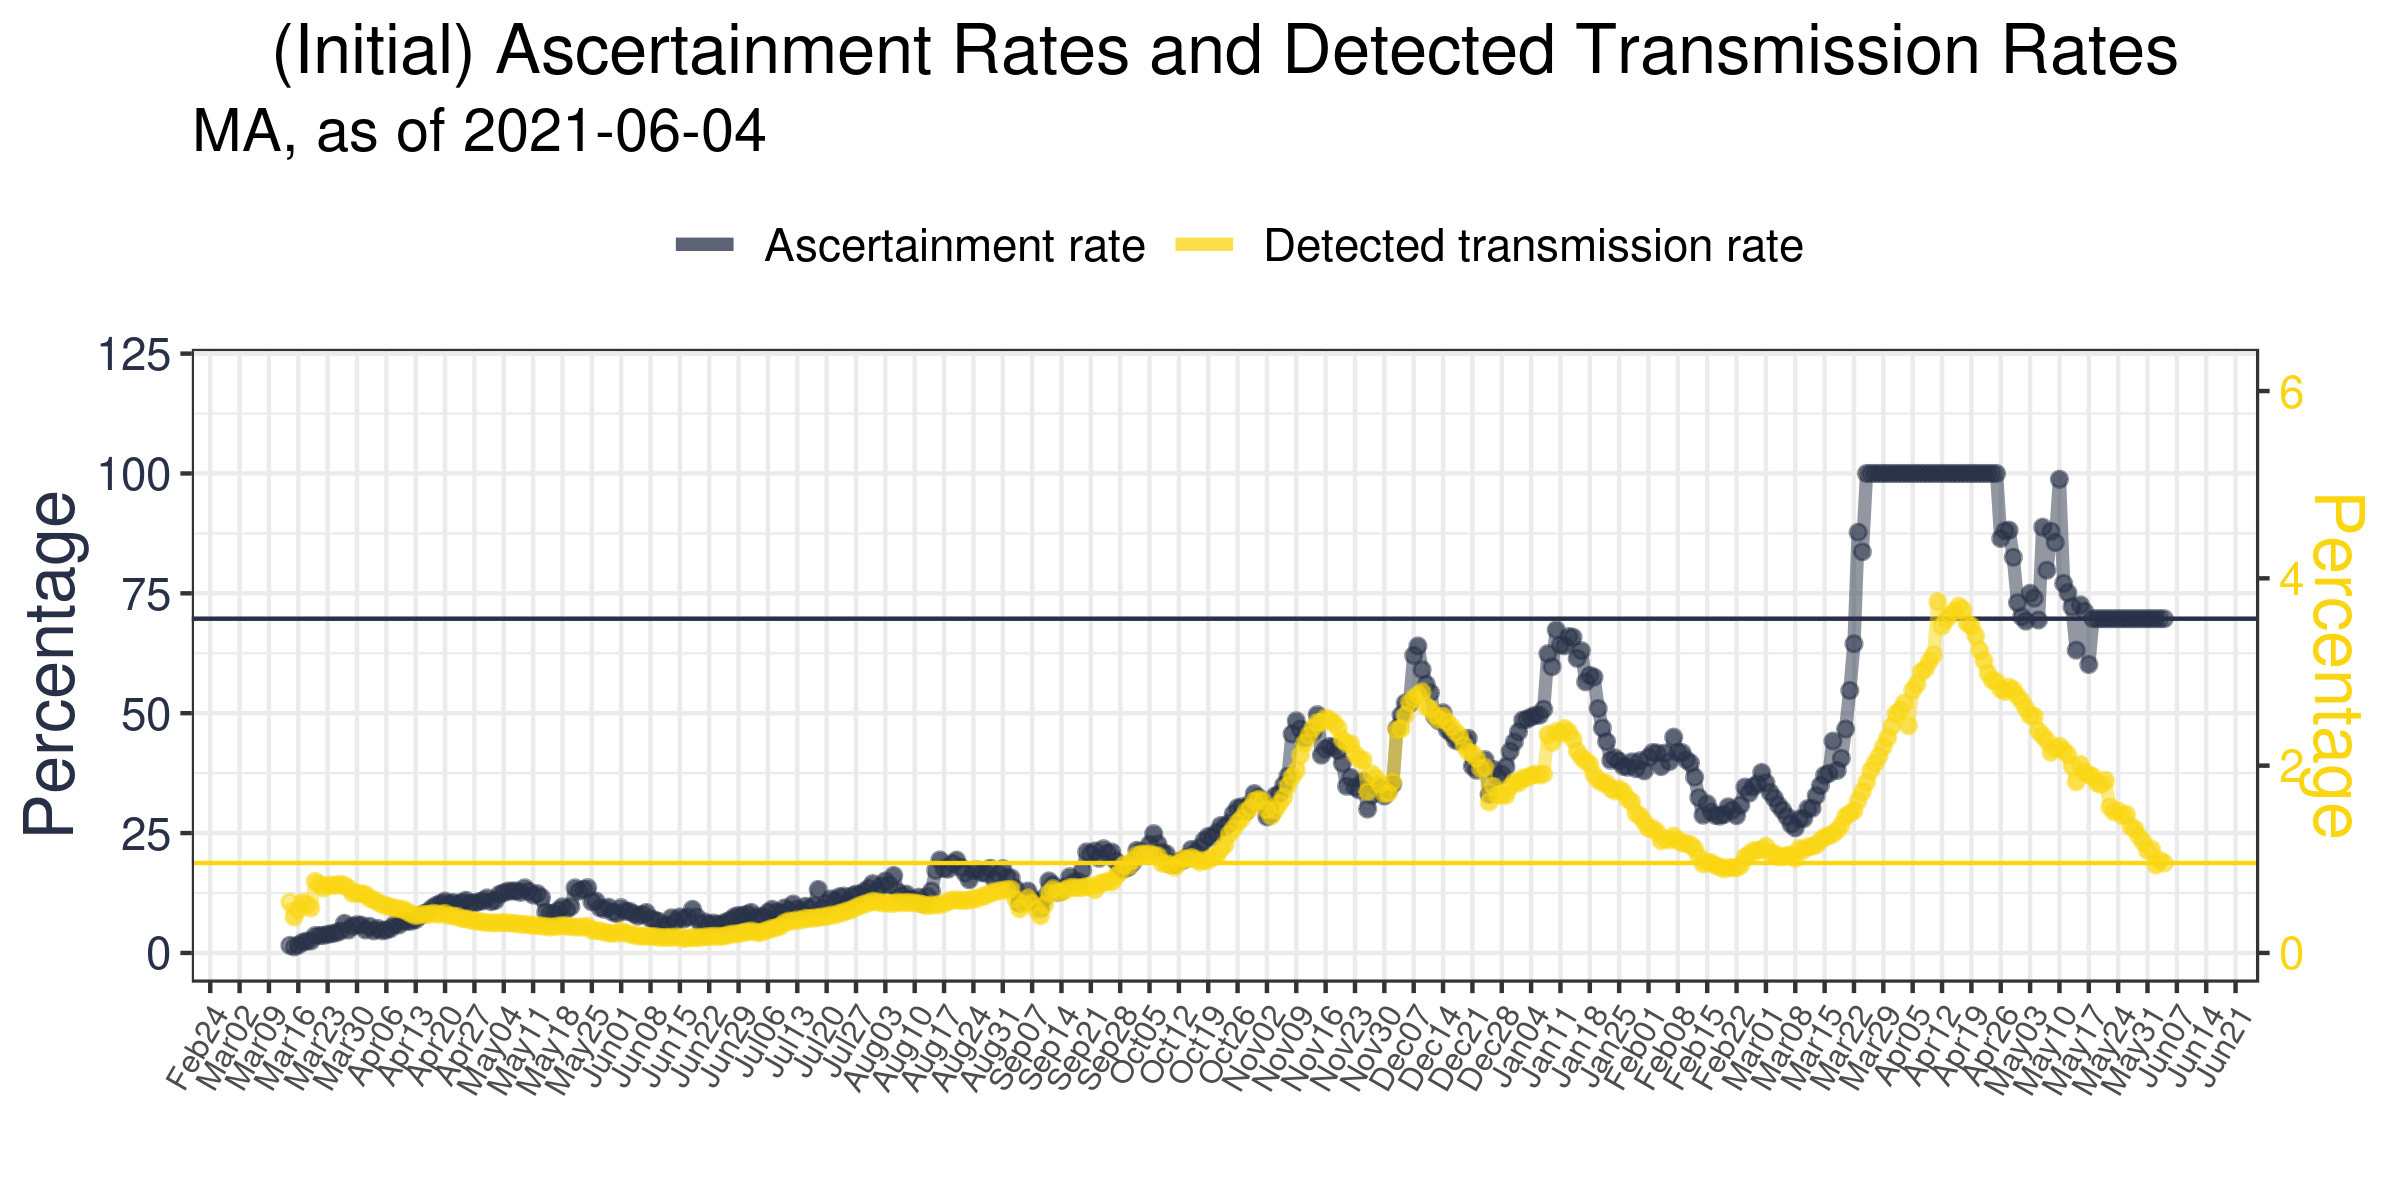 (Initial) Ascertainment Rates and Detected Transmission Rates
MA, as of 2021-06-04
Ascertainment rate
Detected transmission rate
Percentage
125
100
75
50
25
0
6
4
2
0
Percentage
Feb24
Mar02
Mar09
Mar16
Mar23
Mar30
Apr06
Apr13
Apr20
Apr27
May04
May11
May18
May25
Jun01
Jun08
Jun15
Jun22
Jun29
Jul06
Jul13
Jul20
Jul27
Aug03
Aug10
Aug17
Aug24
Aug31
Sep07
Sep14
Sep21
Sep28
Oct05
Oct12
Oct19
Oct26
Nov02
Nov09
Nov16
Nov23
Nov30
Dec07
Dec14
Dec21
Dec28
Jan04
Jan11
Jan18
Jan25
Feb01
Feb08
Feb15
Feb22
Mar01
Mar08
Mar15
Mar22
Mar29
Apr05
Apr12
Apr19
Apr26
May03
May10
May17
May24
May31
Jun07
Jun14
Jun21